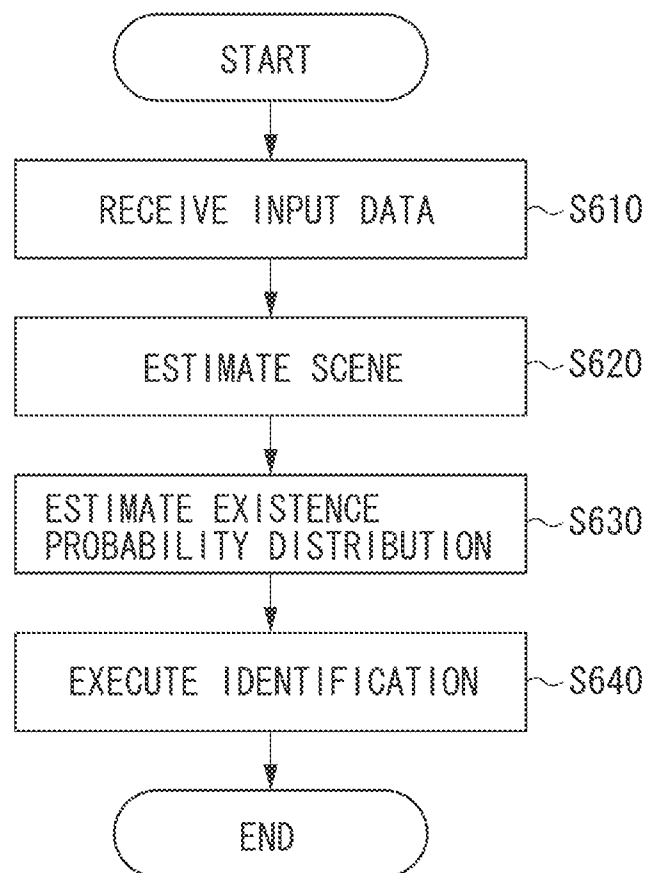 START
RECEIVE INPUT DATA
S610
ESTIMATE SCENE
S620
ESTIMATE EXISTENCE
PROBABILITY DISTRIBUTION
S630
EXECUTE IDENTIFICATION
S640
END